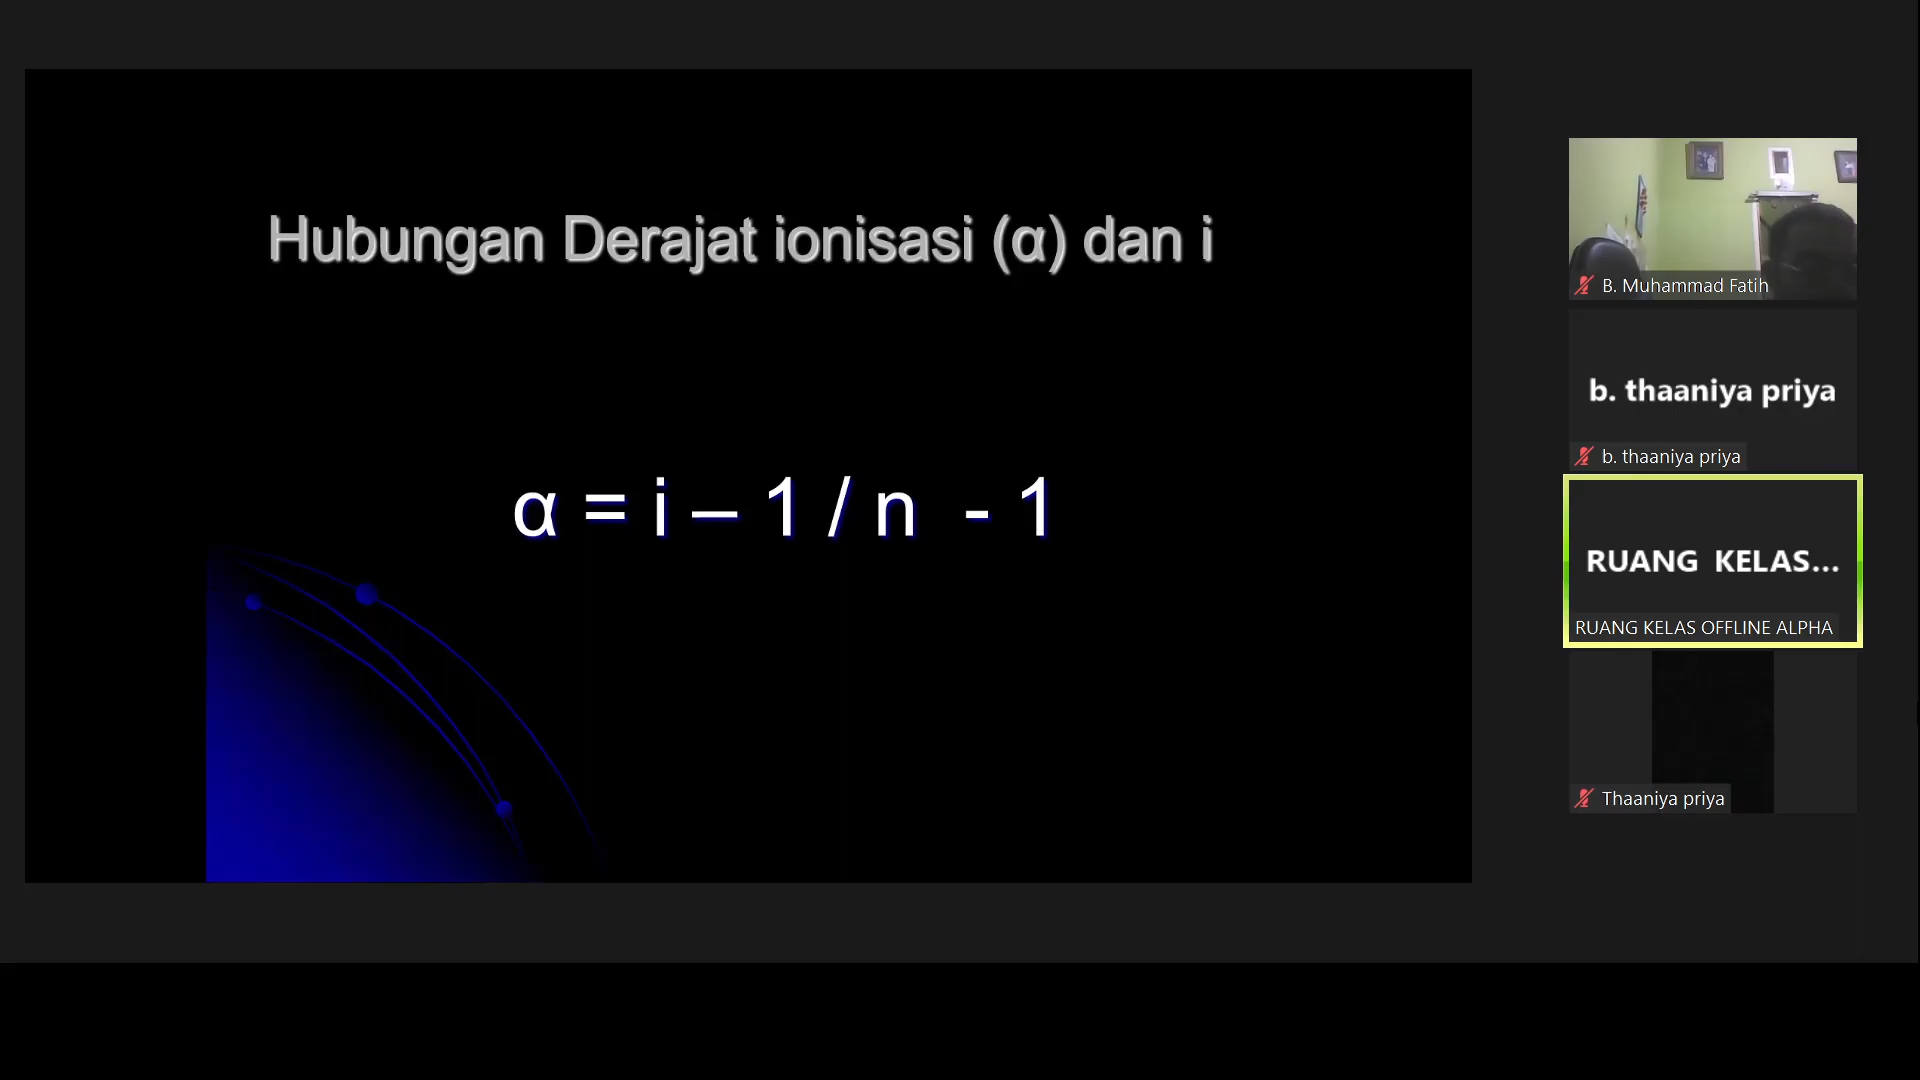 Hubungan Derajat ionisasi (α) dan i
α = i – 1 / n - 1
B. Muhammad Fatih
b. thaaniya priya
b. thaaniya priya
RUANG KELAS...
RUANG KELAS OFFLINE ALPHA
Thaaniya priya